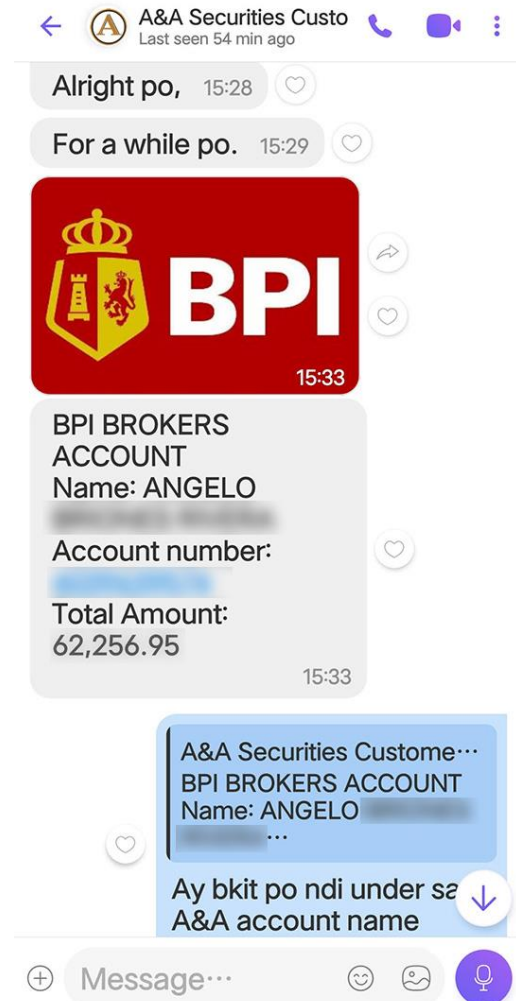 A&A Securities Custo
Last seen 54 min ago
Alright po, 15:28
For a while po. 15:29
BPI
15:33
BPI BROKERS
ACCOUNT
Name: ANGELO
Account number:
Total Amount:
62,256.95
15:33
A&A Securities Custome...
BPI BROKERS ACCOUNT
Name: ANGELO
...
Ay bkit po ndi under sa
A&A account name
Message...